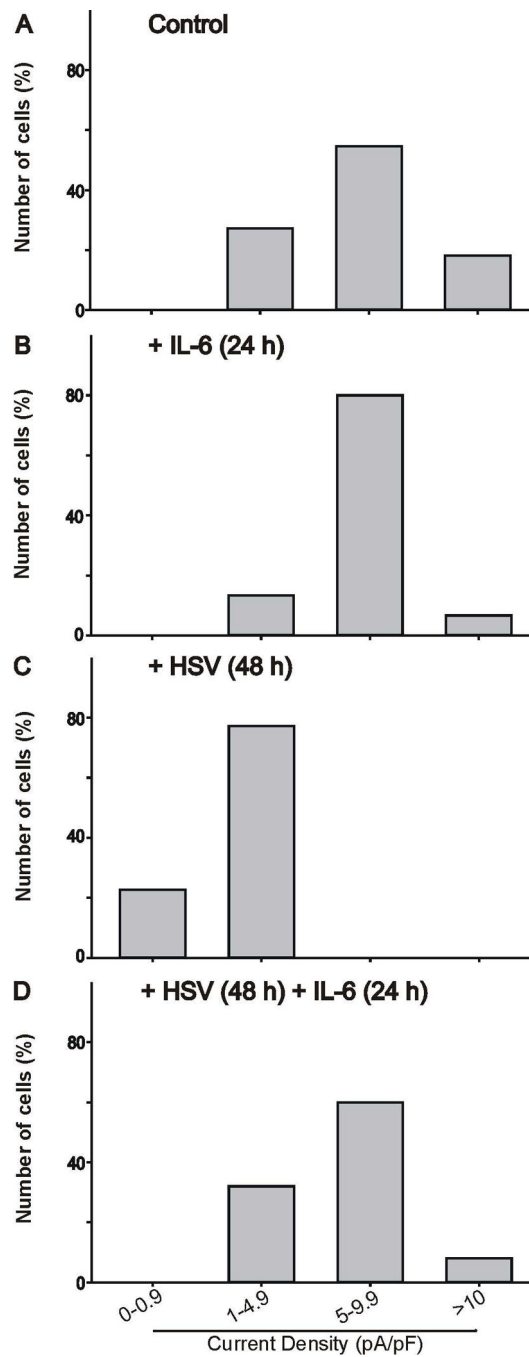 A Control
Number of cells (%)
80
40
0
B + IL-6 (24 h)
Number of cells (%)
80
40
0
C + HSV (48 h)
Number of cells (%)
80
40
0
D + HSV (48 h) + IL-6 (24 h)
Number of cells (%)
80
40
0
0-0.9 1-4.9 5-9.9 >10
Current Density (pA/pF)